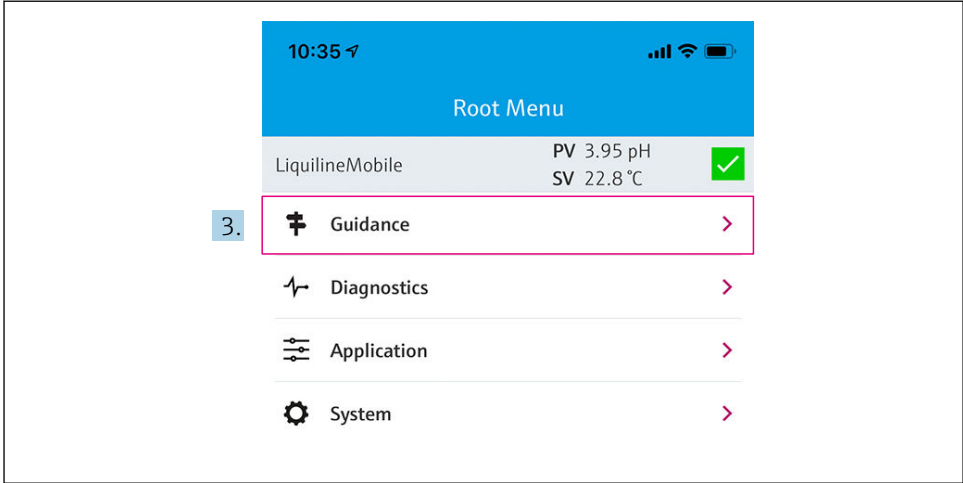 10:35
Root Menu
LiquilineMobile
PV 3.95 pH
SV 22.8 °C
3.
Guidance
Diagnostics
Application
System